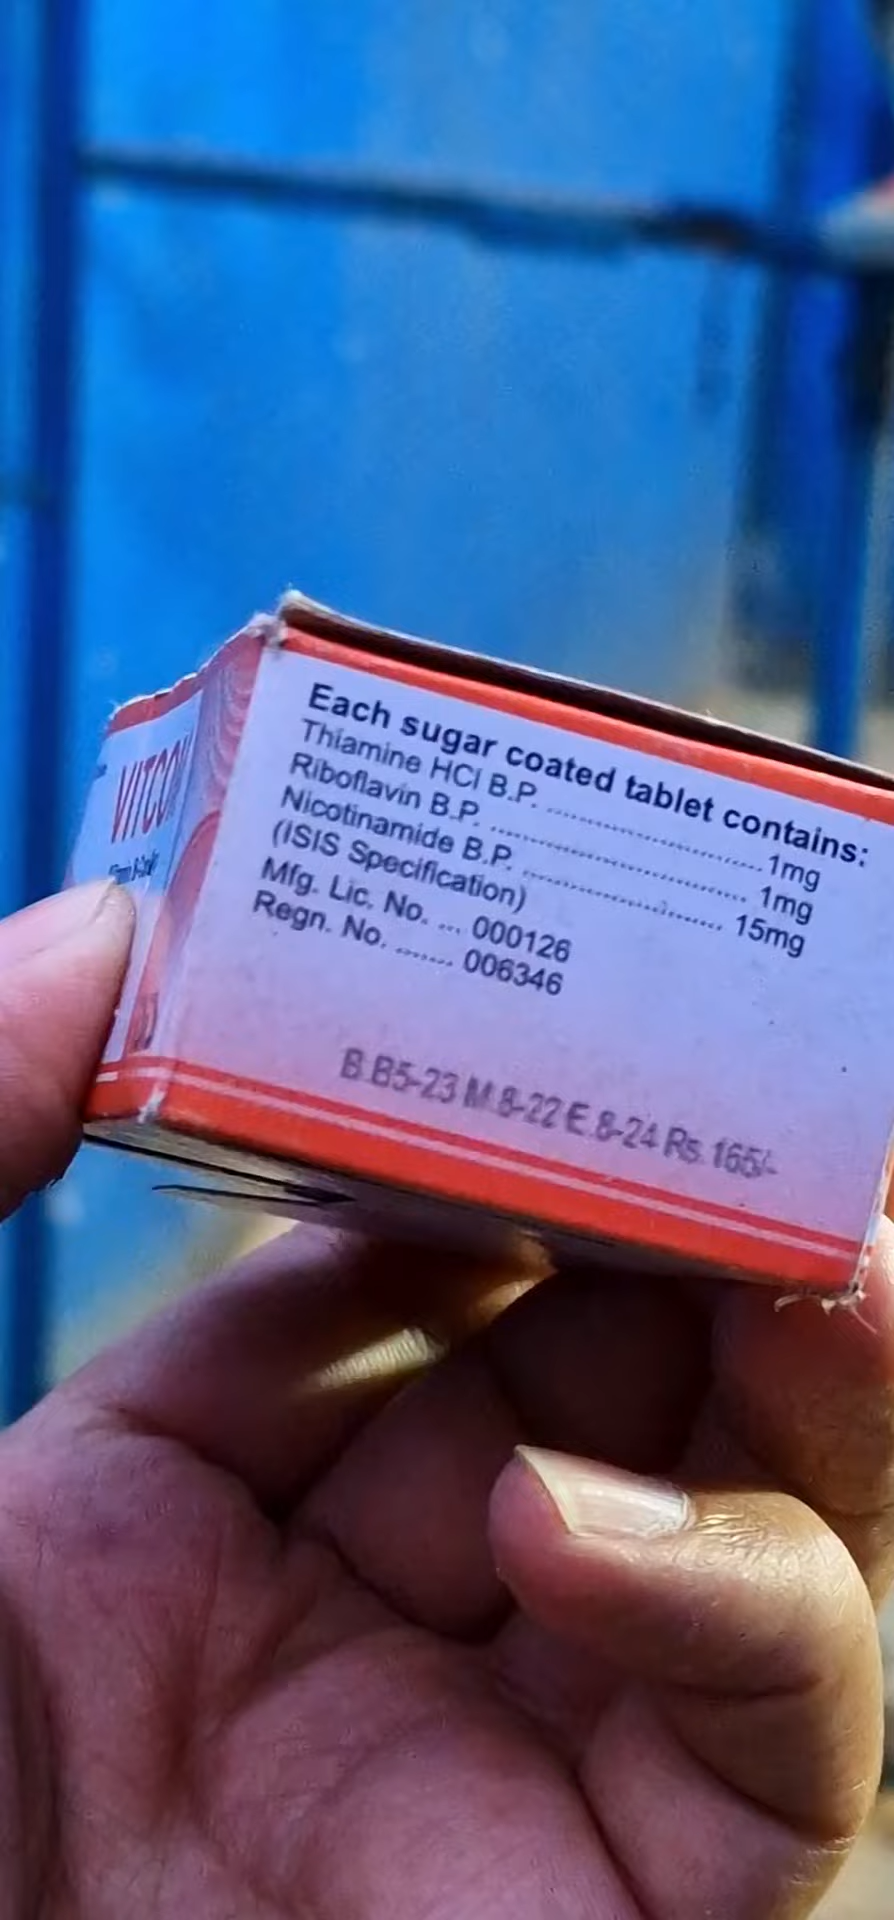 Each sugar coated tablet contains:
Thiamine HCl B.P. ........................ 1mg
Riboflavin B.P. ........................ 1mg
Nicotinamide B.P. ........................ 15mg
(ISIS Specification)
Mfg. Lic. No. ... 000126
Regn. No. ....... 006346
B.B5-23 M.8-22 E.8-24 Rs.165/-